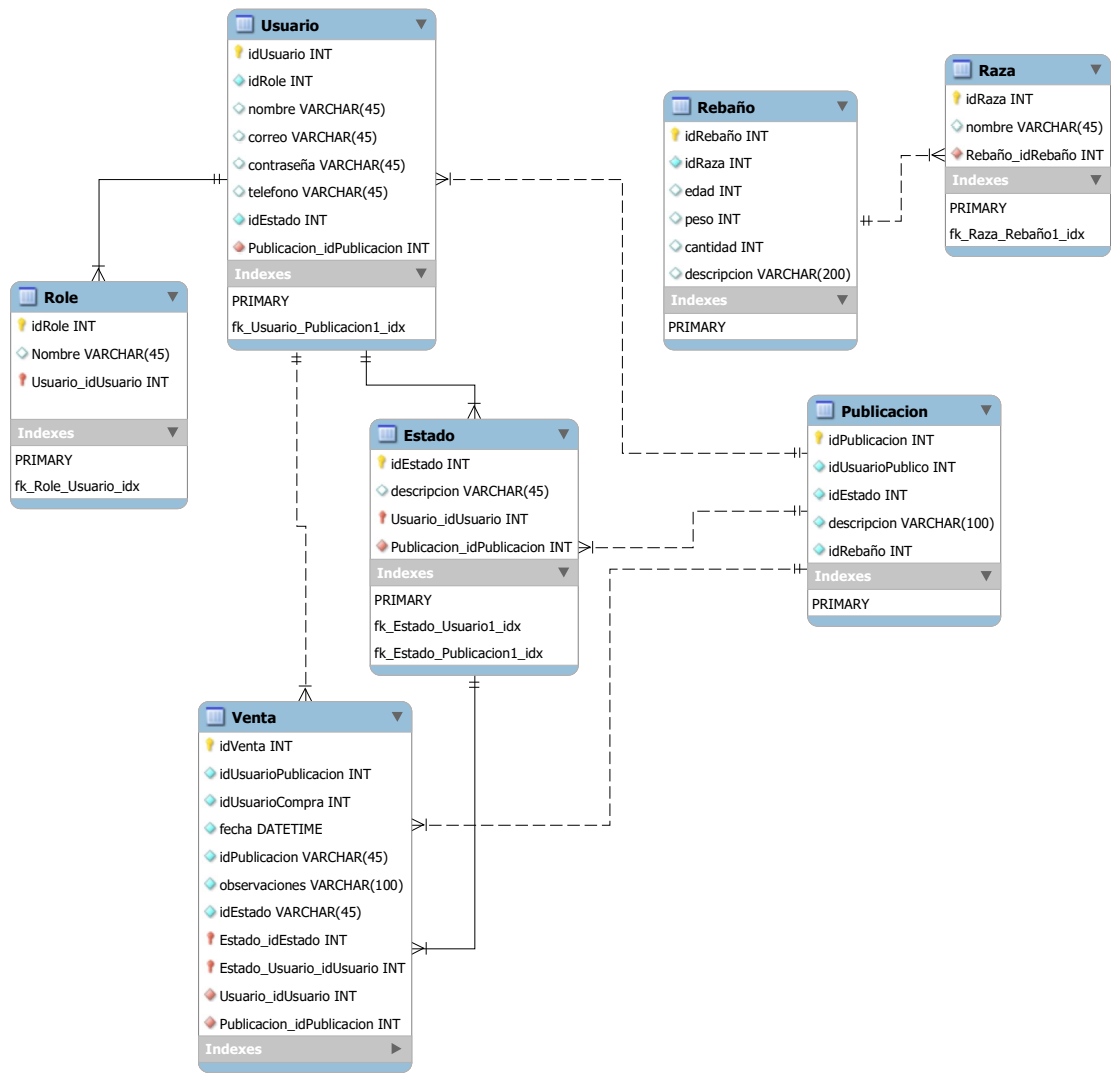 Usuario
idUsuario INT
idRole INT
nombre VARCHAR(45)
correo VARCHAR(45)
contraseña VARCHAR(45)
telefono VARCHAR(45)
idEstado INT
Publicacion_idPublicacion INT
Indexes
PRIMARY
fk_Usuario_Publicacion1_idx
Rebaño
idRebaño INT
idRaza INT
edad INT
peso INT
cantidad INT
descripcion VARCHAR(200)
Indexes
PRIMARY
Raza
idRaza INT
nombre VARCHAR(45)
Rebaño_idRebaño INT
Indexes
PRIMARY
fk_Raza_Rebaño1_idx
Role
idRole INT
Nombre VARCHAR(45)
Usuario_idUsuario INT
Indexes
PRIMARY
fk_Role_Usuario_idx
Estado
idEstado INT
descripcion VARCHAR(45)
Usuario_idUsuario INT
Publicacion_idPublicacion INT
Indexes
PRIMARY
fk_Estado_Usuario1_idx
fk_Estado_Publicacion1_idx
Publicacion
idPublicacion INT
idUsuarioPublico INT
idEstado INT
descripcion VARCHAR(100)
idRebaño INT
Indexes
PRIMARY
Venta
idVenta INT
idUsuarioPublicacion INT
idUsuarioCompra INT
fecha DATETIME
idPublicacion VARCHAR(45)
observaciones VARCHAR(100)
idEstado VARCHAR(45)
Estado_idEstado INT
Estado_Usuario_idUsuario INT
Usuario_idUsuario INT
Publicacion_idPublicacion INT
Indexes